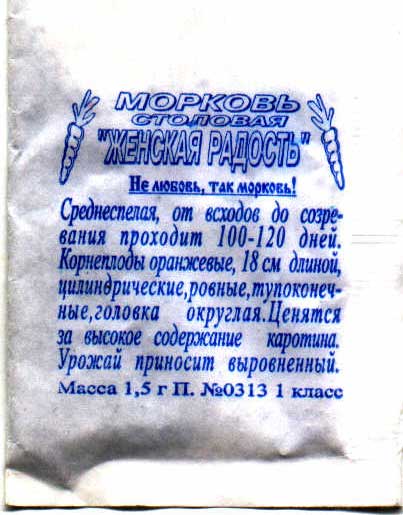 МОРКОВЬ
СТОЛОВАЯ
"ЖЕНСКАЯ РАДОСТЬ"
Не любовь, так морковь!
Среднеспелая, от всходов до созре-
вания проходит 100-120 дней.
Корнеплоды оранжевые, 18 см длиной,
цилиндрические,ровные,тупоконеч-
ные,головка округлая.Ценятся
за высокое содержание каротина.
Урожай приносит выровненный.
Масса 1,5 г П. №0313 1 класс